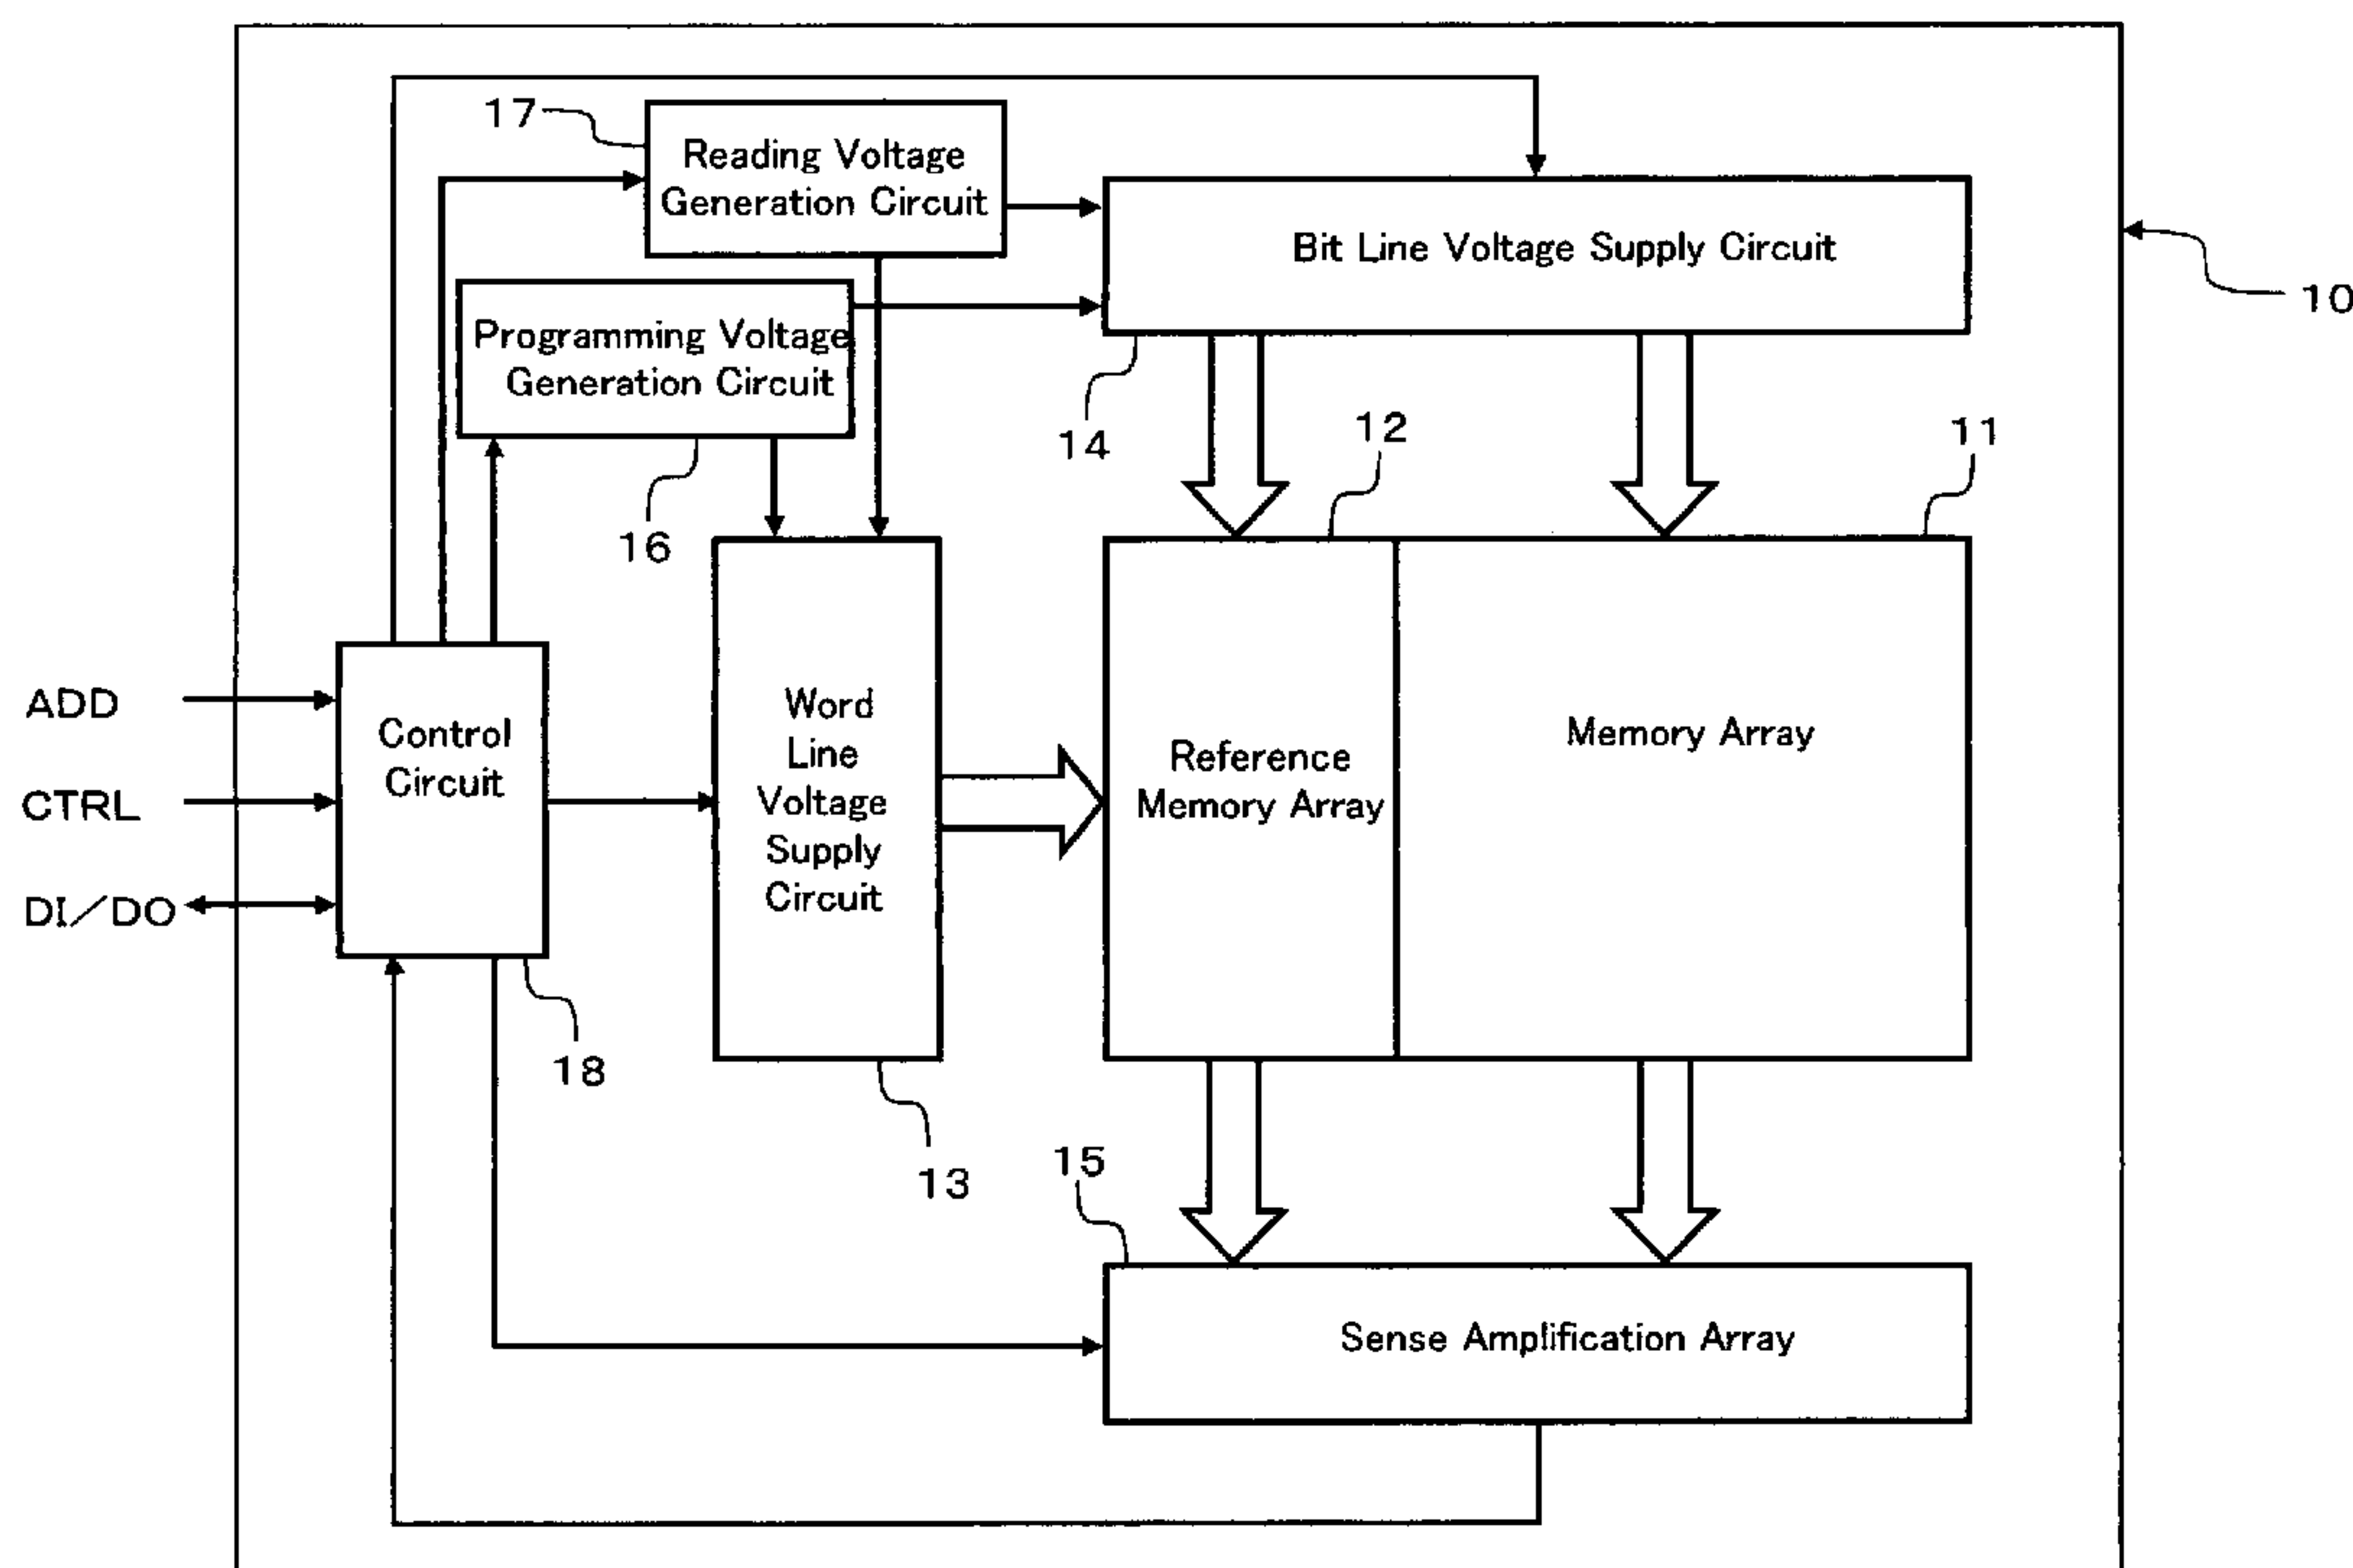 17
Reading Voltage
Generation Circuit
Bit Line Voltage Supply Circuit
10
Programming Voltage
Generation Circuit
14
12
11
16
ADD
CTRL
DI/DO
Control
Circuit
Word
Line
Voltage
Supply
Circuit
Reference
Memory Array
Memory Array
18
13
15
Sense Amplification Array